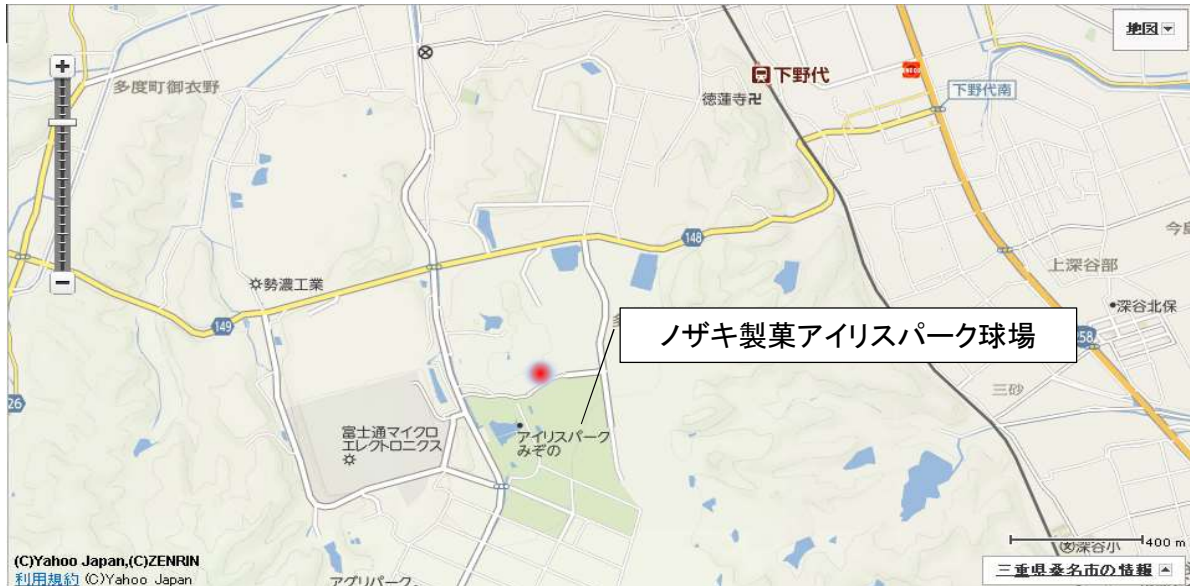 地図
多度町御衣野
下野代
徳蓮寺卍
下野代南
148
上深谷部
勢濃工業
149
深谷北保
258
ノザキ製菓アイリスパーク球場
三砂
26
富士通マイクロ
エレクトロニクス
アイリスパーク
みぞの
400 m
深谷小
(C)Yahoo Japan,(C)ZENRIN
利用規約 (C)Yahoo Japan
アグリパーク
三重県桑名市の情報